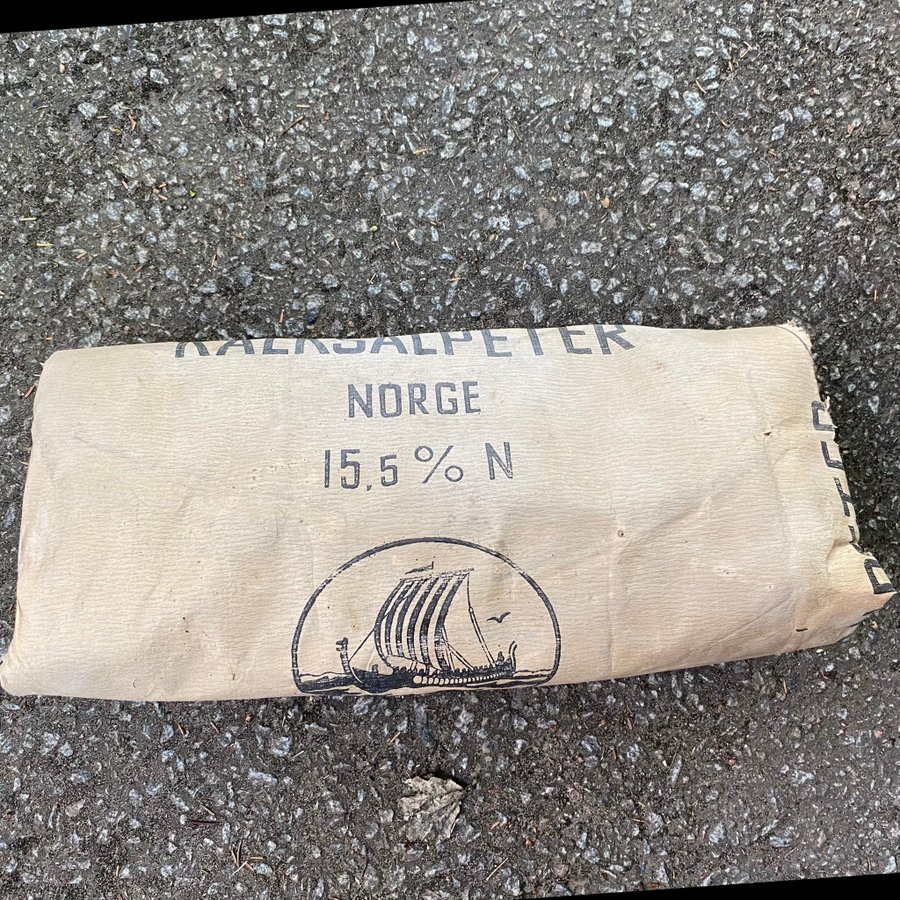 KALKSALPETER
NORGE
15,5 % N